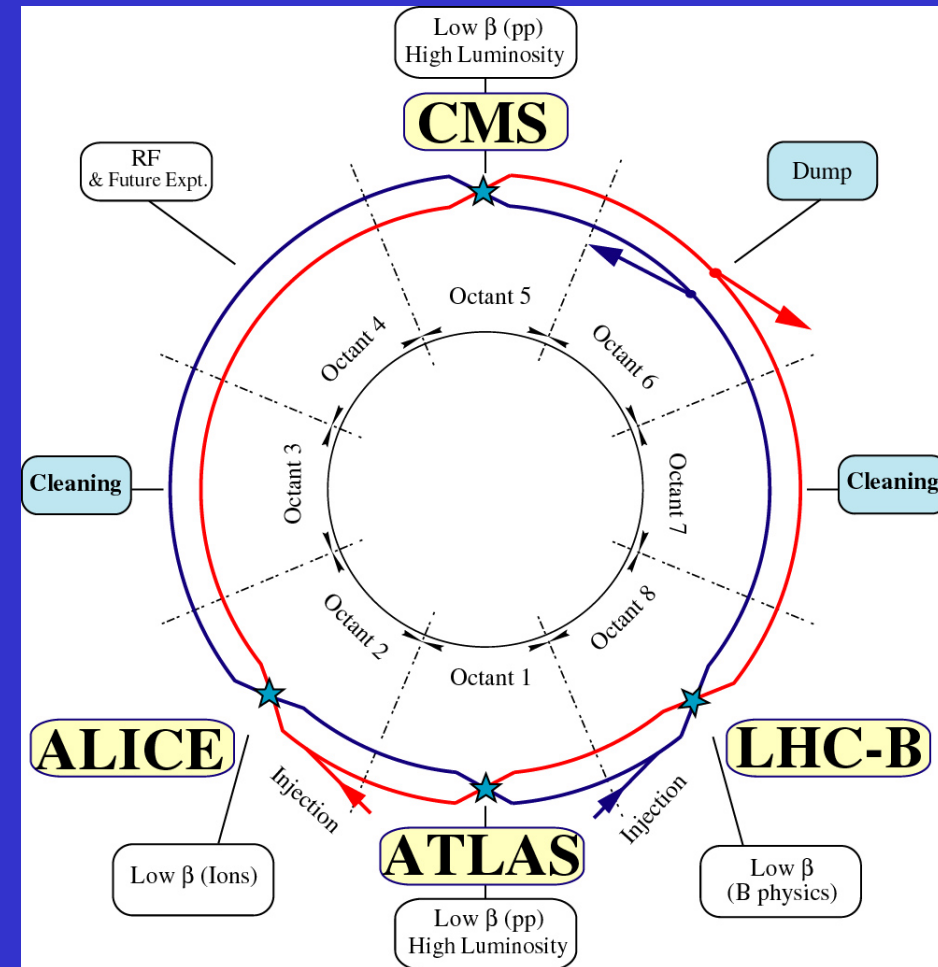 Low β (pp)
High Luminosity
CMS
RF
& Future Expt.
Dump
Octant 5
Octant 4
Octant 6
Cleaning
Octant 3
Octant 7
Cleaning
Octant 2
Octant 8
Octant 1
ALICE
LHC-B
Injection
Injection
ATLAS
Low β (Ions)
Low β
(B physics)
Low β (pp)
High Luminosity